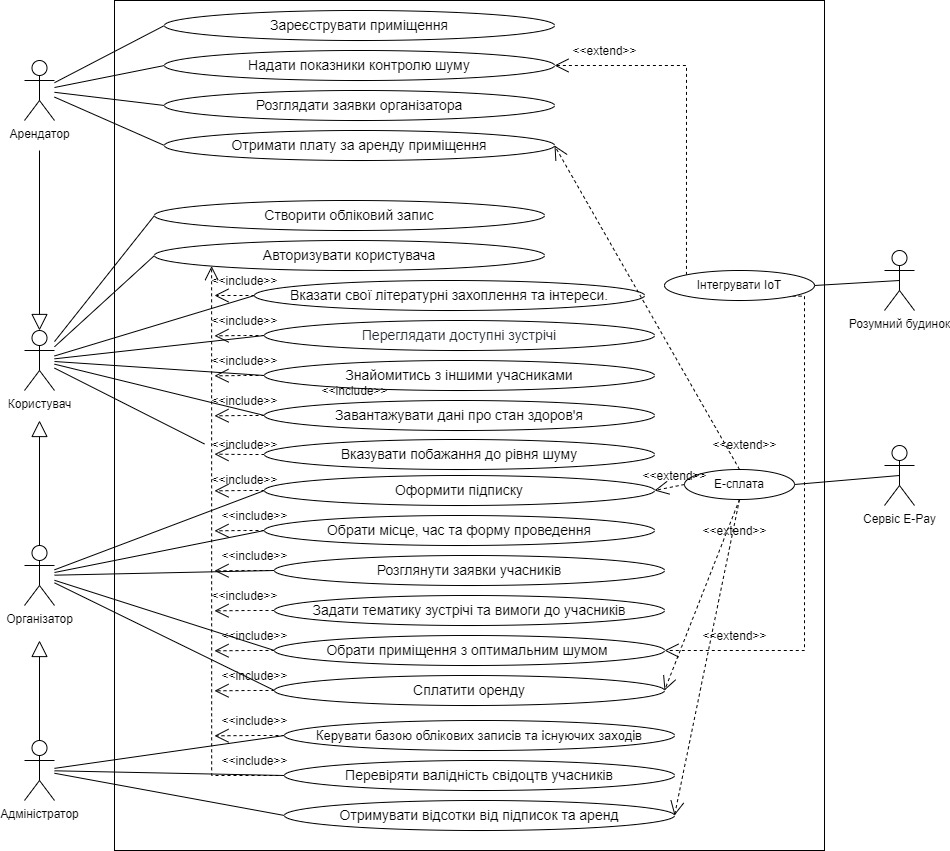 Зареєструвати приміщення
<<extend>>
Надати показники контролю шуму
Розглядати заявки організатора
Арендатор
Отримати плату за аренду приміщення
Створити обліковий запис
Авторизувати користувача
<<include>>
Інтегрувати IoT
Вказати свої літературні захоплення та інтереси.
Розумний будинок
<<include>>
Переглядати доступні зустрічі
<<include>>
Знайомитись з іншими учасниками
<<include>>
Користувач
<<include>>
Завантажувати дані про стан здоров'я
<<include>>
<<extend>>
Вказувати побажання до рівня шуму
<<include>>
<<extend>>
Е-сплата
Оформити підписку
Сервіс E-Pay
<<include>>
Обрати місце, час та форму проведення
<<extend>>
<<include>>
Розглянути заявки учасників
<<include>>
Задати тематику зустрічі та вимоги до учасників
Організатор
<<include>>
<<extend>>
Обрати приміщення з оптимальним шумом
<<include>>
Сплатити оренду
<<include>>
Керувати базою облікових записів та існуючих заходів
<<include>>
Перевіряти валідність свідоцтв учасників
Адміністратор
Отримувати відсотки від підписок та аренд